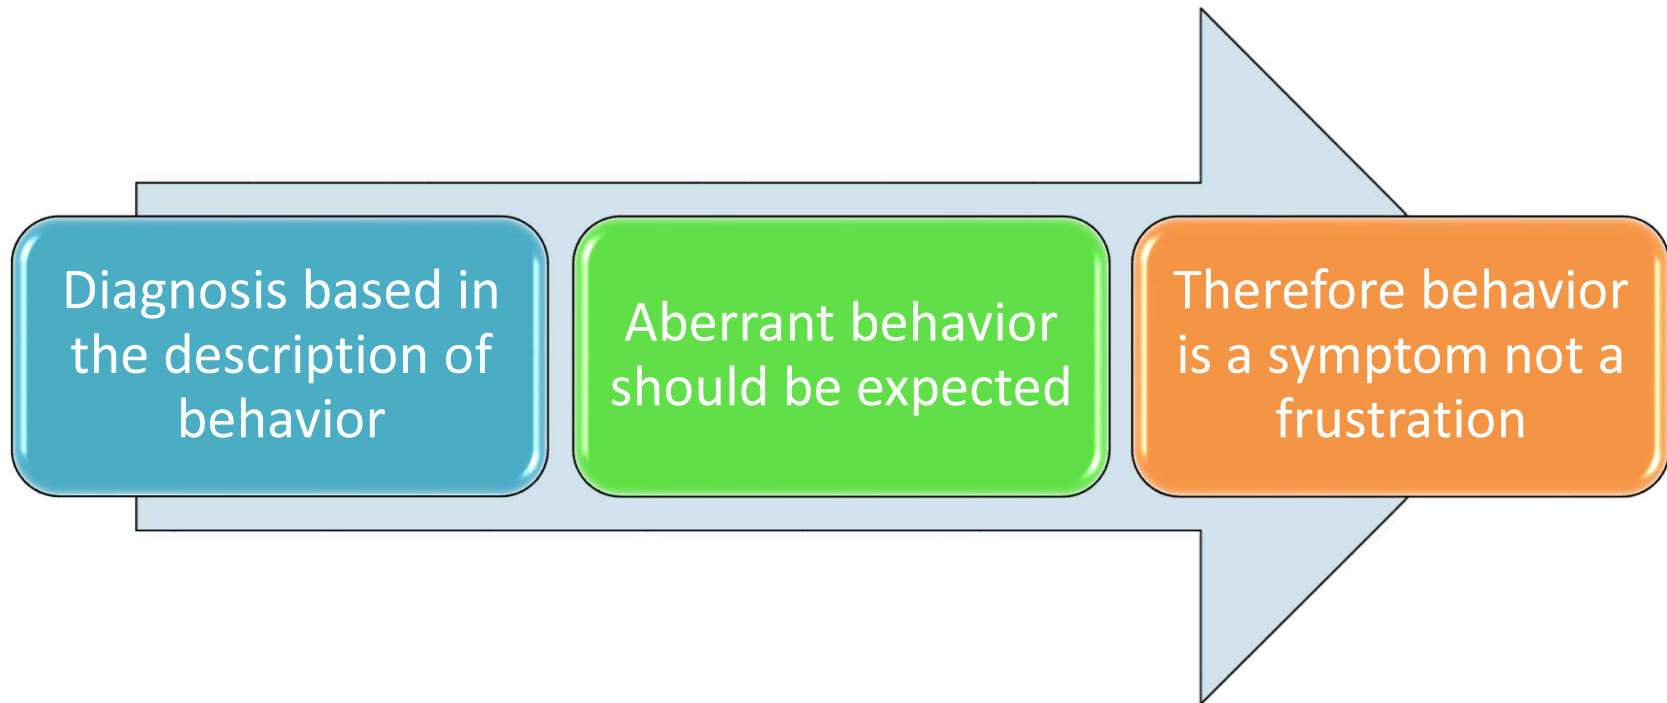 Diagnosis based in
the description of
behavior
Aberrant behavior
should be expected
Therefore behavior
is a symptom not a
frustration